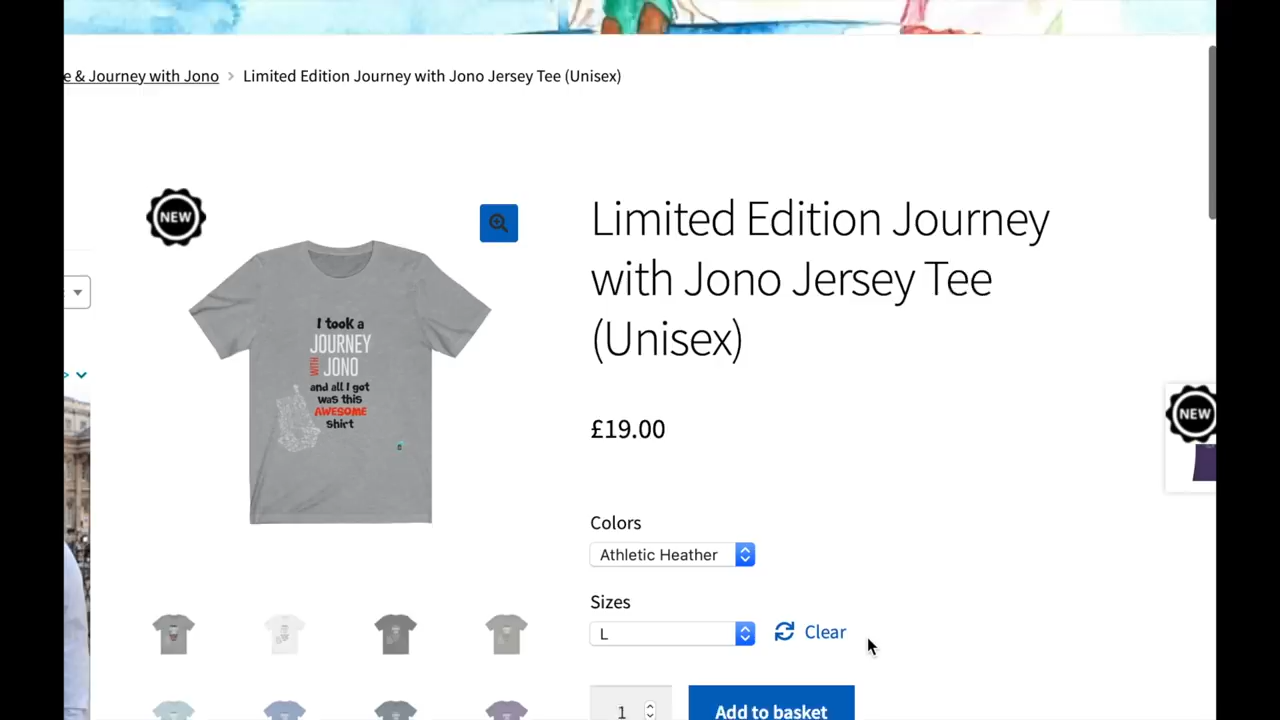 e & Journey with Jono > Limited Edition Journey with Jono Jersey Tee (Unisex)
NEW
I took a
JOURNEY
WITH JONO
and all I got
was this
AWESOME
shirt
Limited Edition Journey
with Jono Jersey Tee
(Unisex)
£19.00
NEW
Colors
Athletic Heather
Sizes
L
Clear
1
Add to basket